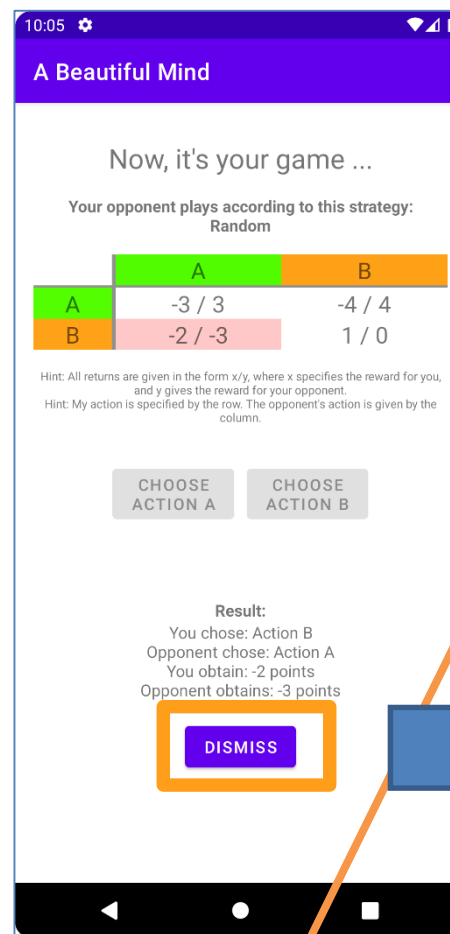 10:05
A Beautiful Mind
Now, it's your game ...
Your opponent plays according to this strategy:
Random
A B
A -3 / 3 -4 / 4
B -2 / -3 1 / 0
Hint: All returns are given in the form x/y, where x specifies the reward for you,
and y gives the reward for your opponent.
Hint: My action is specified by the row. The opponent's action is given by the
column.
CHOOSE CHOOSE
ACTION A ACTION B
Result:
You chose: Action B
Opponent chose: Action A
You obtain: -2 points
Opponent obtains: -3 points
DISMISS